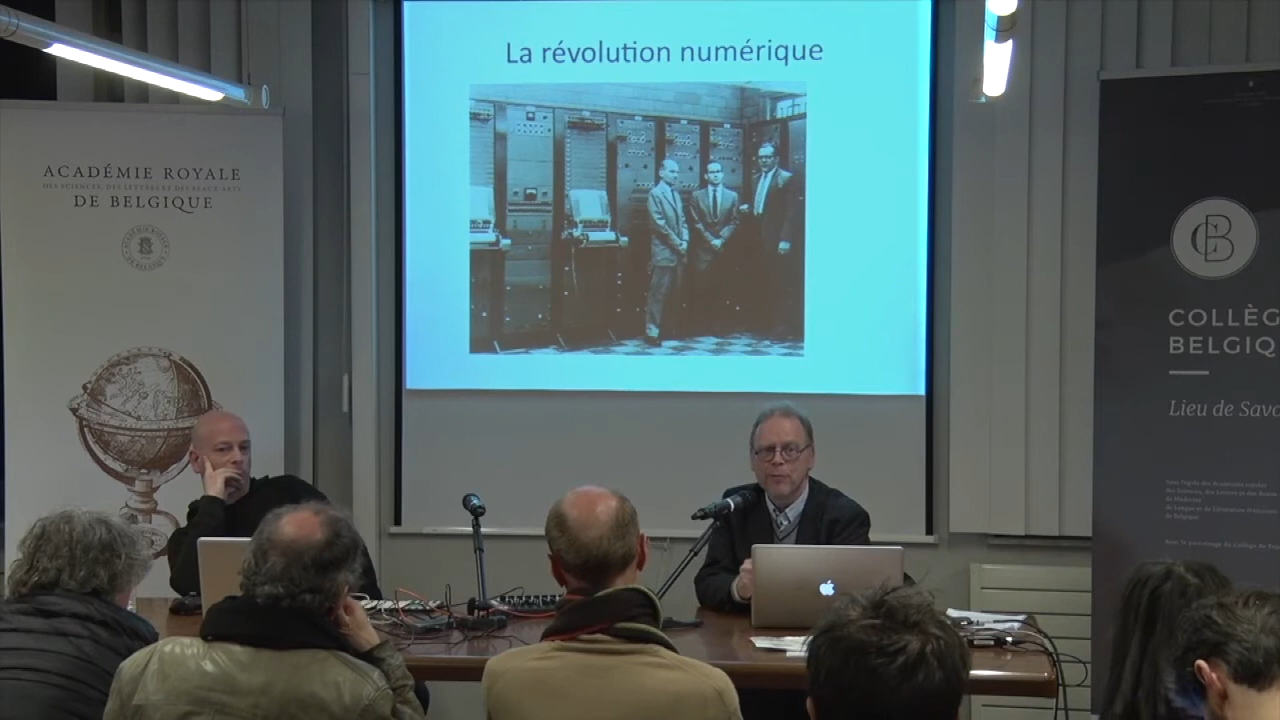 La révolution numérique
ACADÉMIE ROYALE
DES SCIENCES, DES LETTRES ET DES BEAUX-ARTS
DE BELGIQUE
COLLÈG
BELGIQ
Lieu de Savo